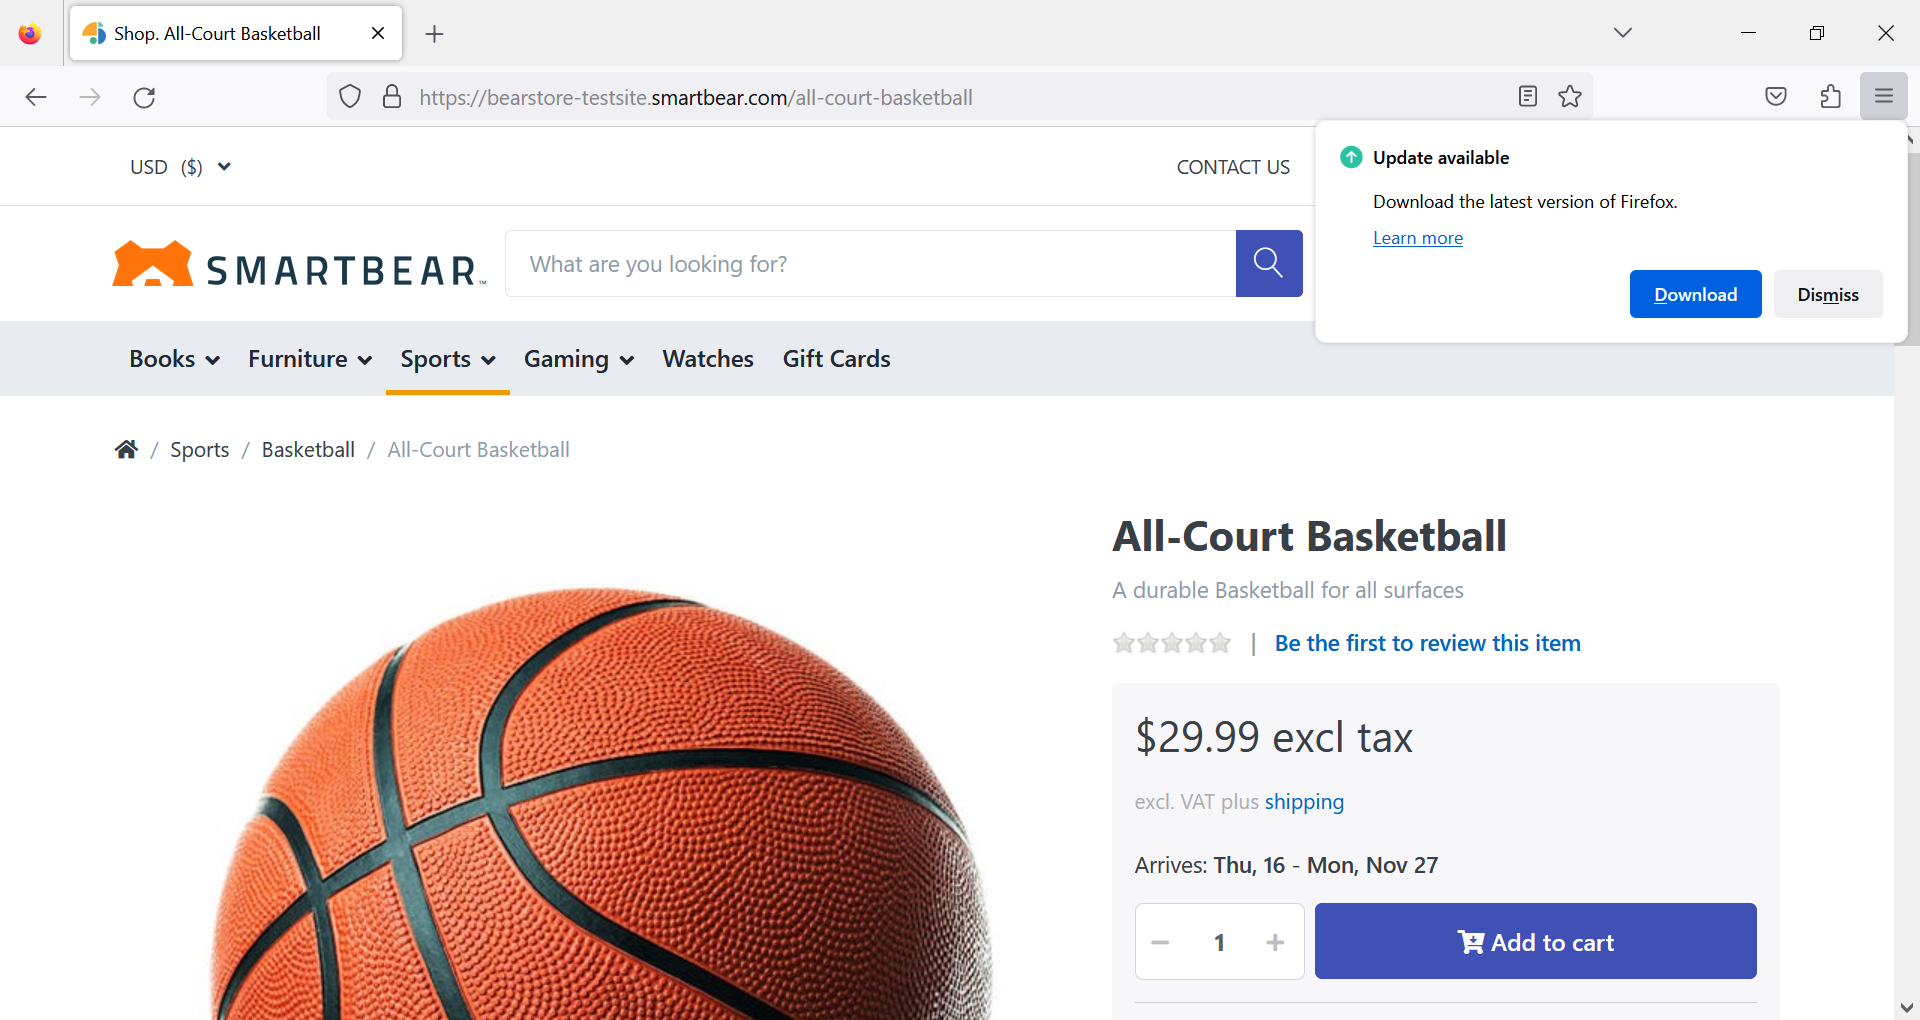 Shop. All-Court Basketball
https://bearstore-testsite.smartbear.com/all-court-basketball
USD ($)
CONTACT US
Update available
Download the latest version of Firefox.
Learn more
Download
Dismiss
SMARTBEAR™
What are you looking for?
Books
Furniture
Sports
Gaming
Watches
Gift Cards
/ Sports / Basketball / All-Court Basketball
All-Court Basketball
A durable Basketball for all surfaces
| Be the first to review this item
$29.99 excl tax
excl. VAT plus shipping
Arrives: Thu, 16 - Mon, Nov 27
− 1 +
Add to cart